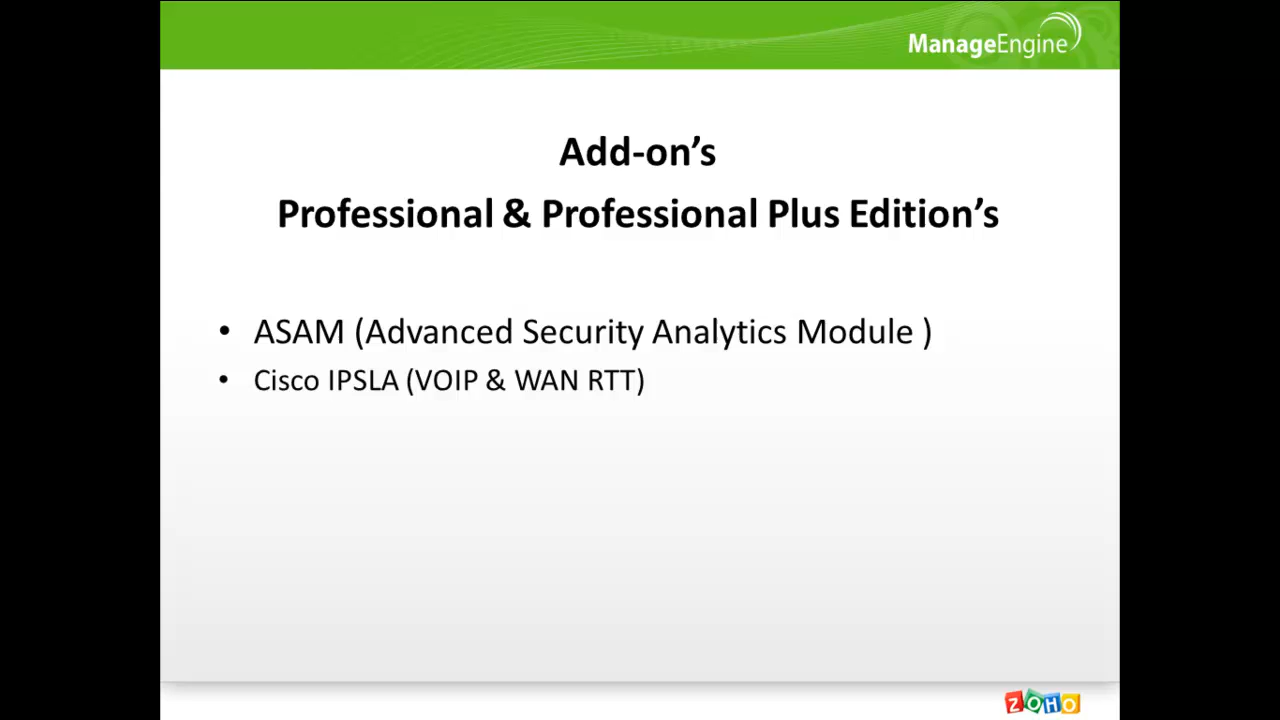 ManageEngine
Add-on’s
Professional & Professional Plus Edition’s
• ASAM (Advanced Security Analytics Module )
• Cisco IPSLA (VOIP & WAN RTT)
ZOHO